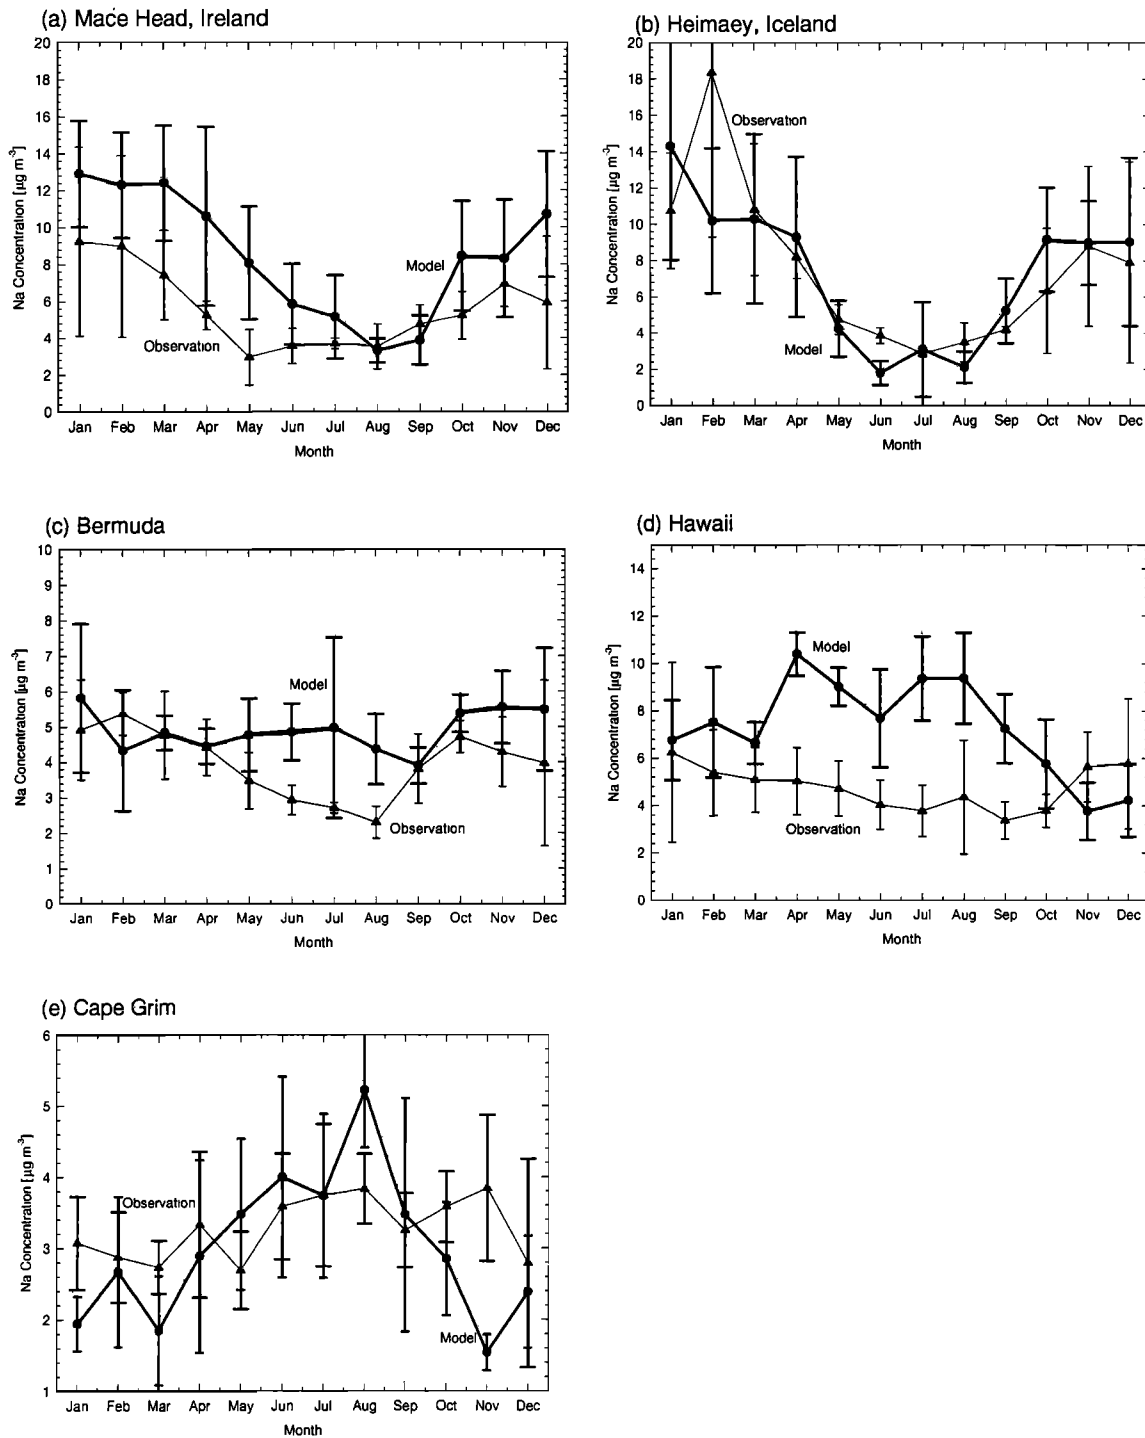 (a) Mace Head, Ireland
20
18
16
14
12
10
8
6
4
2
0
Na Concentration [µg m⁻³]
Model
Observation
Jan Feb Mar Apr May Jun Jul Aug Sep Oct Nov Dec
Month
(b) Heimaey, Iceland
20
18
16
14
12
10
8
6
4
2
0
Na Concentration [µg m⁻³]
Observation
Model
Jan Feb Mar Apr May Jun Jul Aug Sep Oct Nov Dec
Month
(c) Bermuda
10
9
8
7
6
5
4
3
2
1
0
Na Concentration [µg m⁻³]
Model
Observation
Jan Feb Mar Apr May Jun Jul Aug Sep Oct Nov Dec
Month
(d) Hawaii
14
12
10
8
6
4
2
0
Na Concentration [µg m⁻³]
Model
Observation
Jan Feb Mar Apr May Jun Jul Aug Sep Oct Nov Dec
Month
(e) Cape Grim
6
5
4
3
2
1
Na Concentration [µg m⁻³]
Observation
Model
Jan Feb Mar Apr May Jun Jul Aug Sep Oct Nov Dec
Month